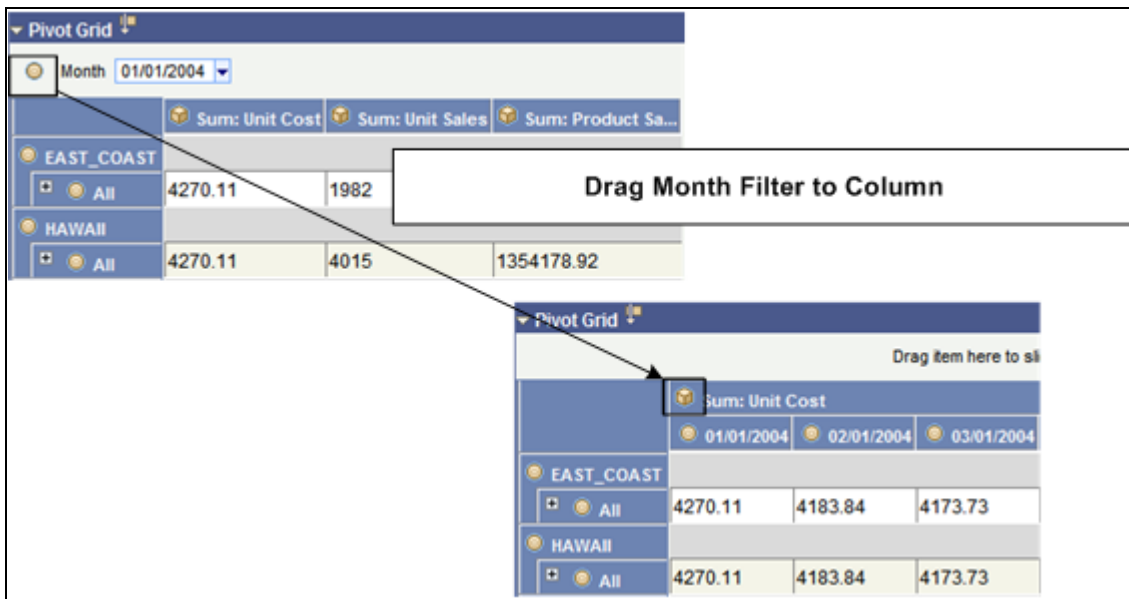 Pivot Grid
Month 01/01/2004
Sum: Unit Cost Sum: Unit Sales Sum: Product Sa...
EAST_COAST
All 4270.11 1982
Drag Month Filter to Column
HAWAII
All 4270.11 4015 1354178.92
Pivot Grid
Drag item here to sli
Sum: Unit Cost
01/01/2004 02/01/2004 03/01/2004
EAST_COAST
All 4270.11 4183.84 4173.73
HAWAII
All 4270.11 4183.84 4173.73